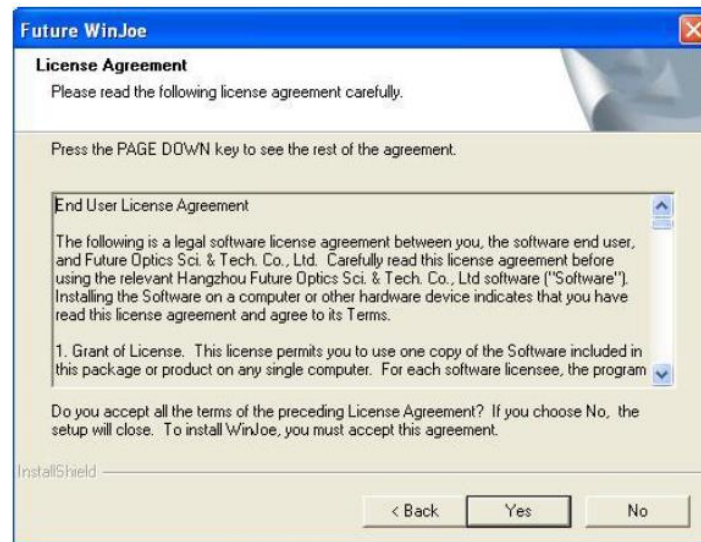 Future WinJoe
License Agreement
Please read the following license agreement carefully.
Press the PAGE DOWN key to see the rest of the agreement.
End User License Agreement
The following is a legal software license agreement between you, the software end user,
and Future Optics Sci. & Tech. Co., Ltd. Carefully read this license agreement before
using the relevant Hangzhou Future Optics Sci. & Tech. Co., Ltd software ("Software").
Installing the Software on a computer or other hardware device indicates that you have
read this license agreement and agree to its Terms.
1. Grant of License. This license permits you to use one copy of the Software included in
this package or product on any single computer. For each software licensee, the program
Do you accept all the terms of the preceding License Agreement? If you choose No, the
setup will close. To install WinJoe, you must accept this agreement.
InstallShield
< Back Yes No